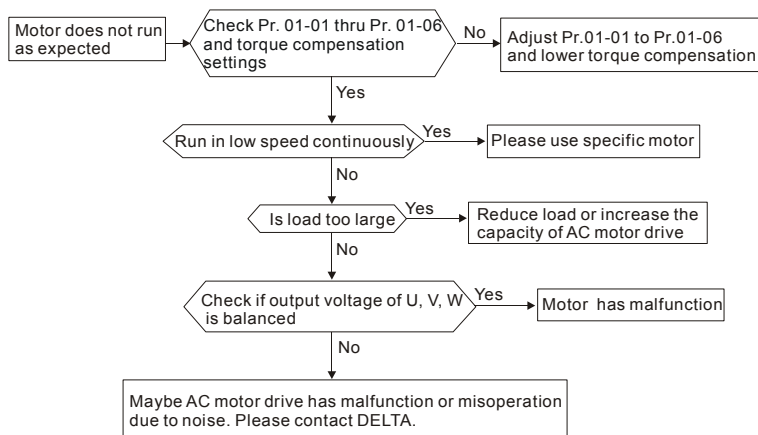 Motor does not run
as expected
Check Pr. 01-01 thru Pr. 01-06
and torque compensation
settings
No
Adjust Pr.01-01 to Pr.01-06
and lower torque compensation
Yes
Run in low speed continuously
Yes
Please use specific motor
No
Is load too large
Yes
Reduce load or increase the
capacity of AC motor drive
No
Check if output voltage of U, V, W
is balanced
Yes
Motor has malfunction
No
Maybe AC motor drive has malfunction or misoperation
due to noise. Please contact DELTA.